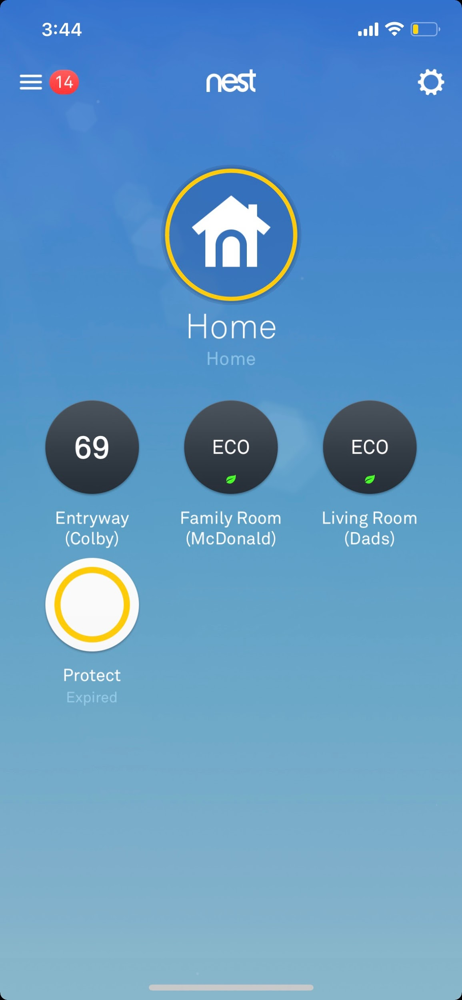 3:44
14
nest
Home
Home
69
ECO
ECO
Entryway
(Colby)
Family Room
(McDonald)
Living Room
(Dads)
Protect
Expired